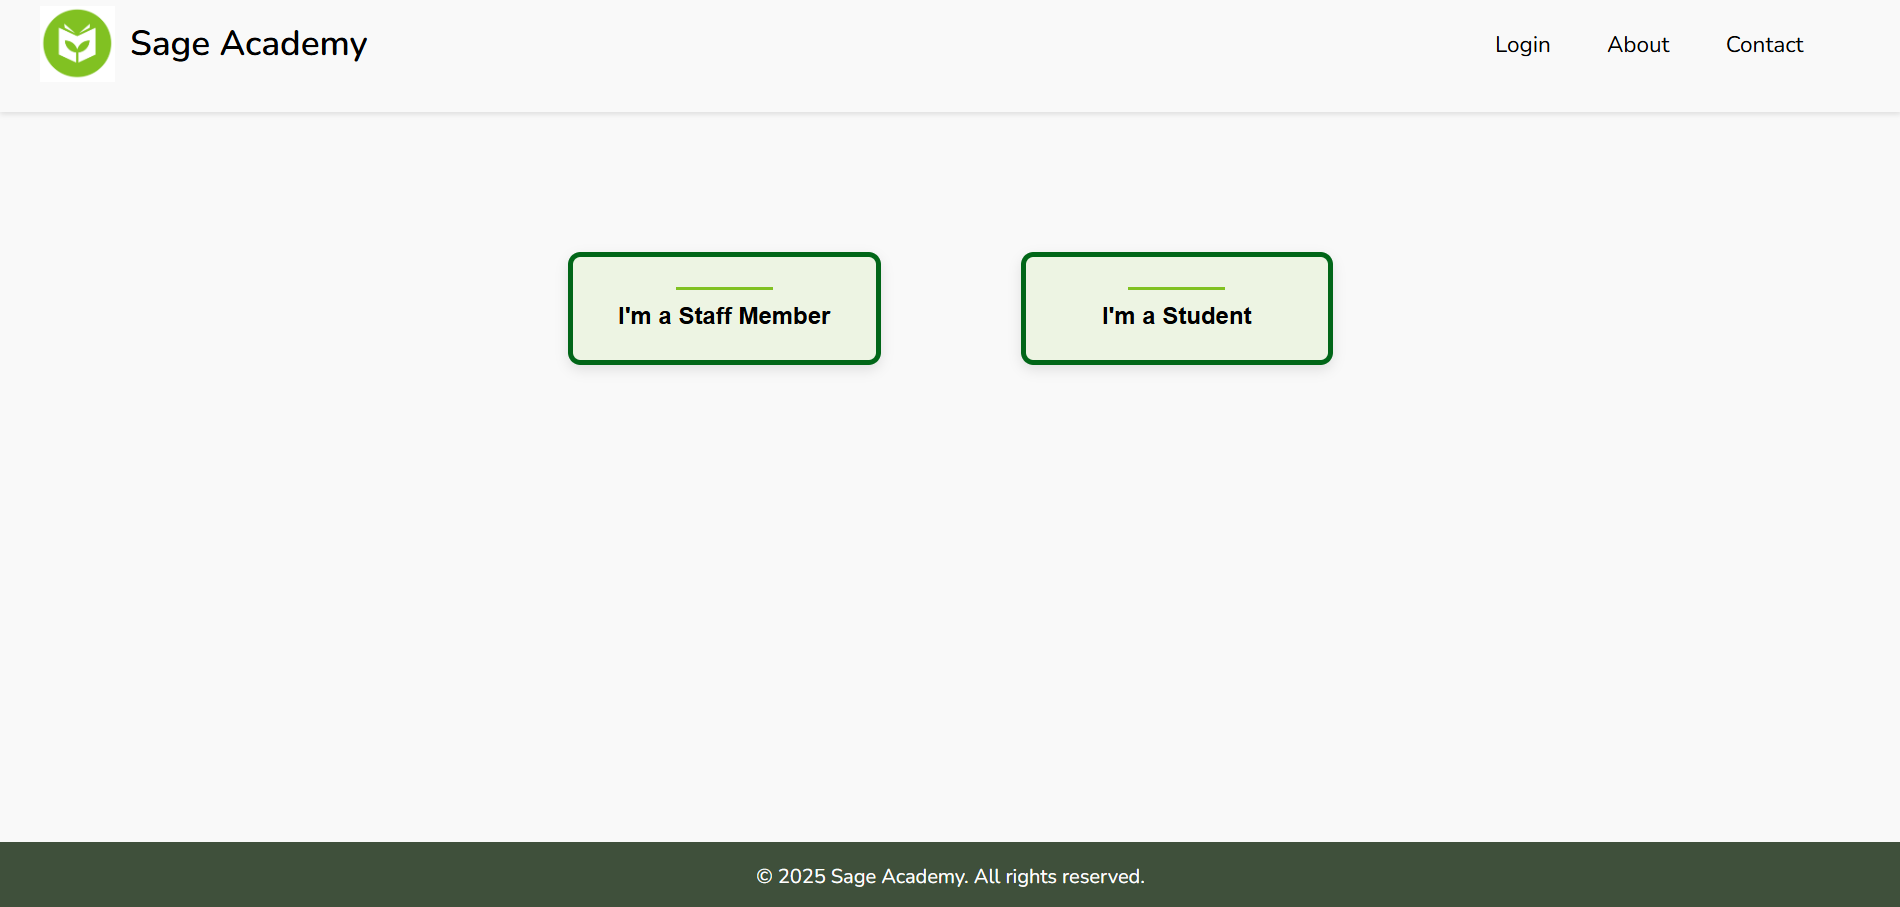 Sage Academy
Login About Contact
I'm a Staff Member
I'm a Student
© 2025 Sage Academy. All rights reserved.